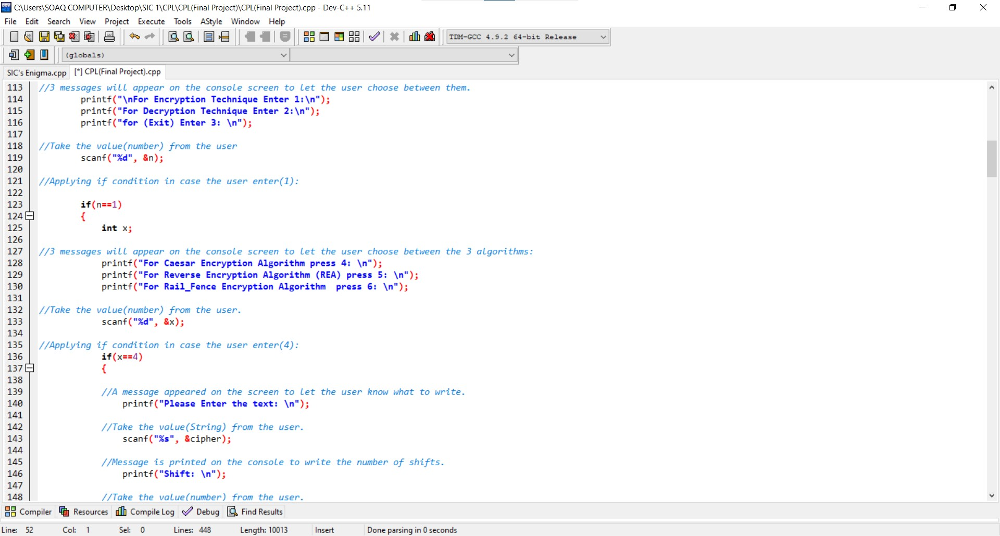 C:\Users\SOAQ COMPUTER\Desktop\SIC 1\CPL\CPL(Final Project)\CPL(Final Project).cpp - Dev-C++ 5.11
File Edit Search View Project Execute Tools AStyle Window Help
TDM-GCC 4.9.2 64-bit Release
(globals)
SIC's Enigma.cpp [*] CPL(Final Project).cpp
113 //3 messages will appear on the console screen to let the user choose between them.
114 printf("\nFor Encryption Technique Enter 1:\n");
115 printf("For Decryption Technique Enter 2:\n");
116 printf("for (Exit) Enter 3: \n");
117
118 //Take the value(number) from the user
119 scanf("%d", &n);
120
121 //Applying if condition in case the user enter(1):
122
123 if(n==1)
124 {
125 int x;
126
127 //3 messages will appear on the console screen to let the user choose between the 3 algorithms:
128 printf("For Caesar Encryption Algorithm press 4: \n");
129 printf("For Reverse Encryption Algorithm (REA) press 5: \n");
130 printf("For Rail_Fence Encryption Algorithm  press 6: \n");
131
132 //Take the value(number) from the user.
133 scanf("%d", &x);
134
135 //Applying if condition in case the user enter(4):
136 if(x==4)
137 {
138
139 //A message appeared on the screen to let the user know what to write.
140 printf("Please Enter the text: \n");
141
142 //Take the value(String) from the user.
143 scanf("%s", &cipher);
144
145 //Message is printed on the console to write the number of shifts.
146 printf("Shift: \n");
147
148 //Take the value(number) from the user.
Compiler Resources Compile Log Debug Find Results
Line: 52 Col: 1 Sel: 0 Lines: 448 Length: 10013 Insert Done parsing in 0 seconds